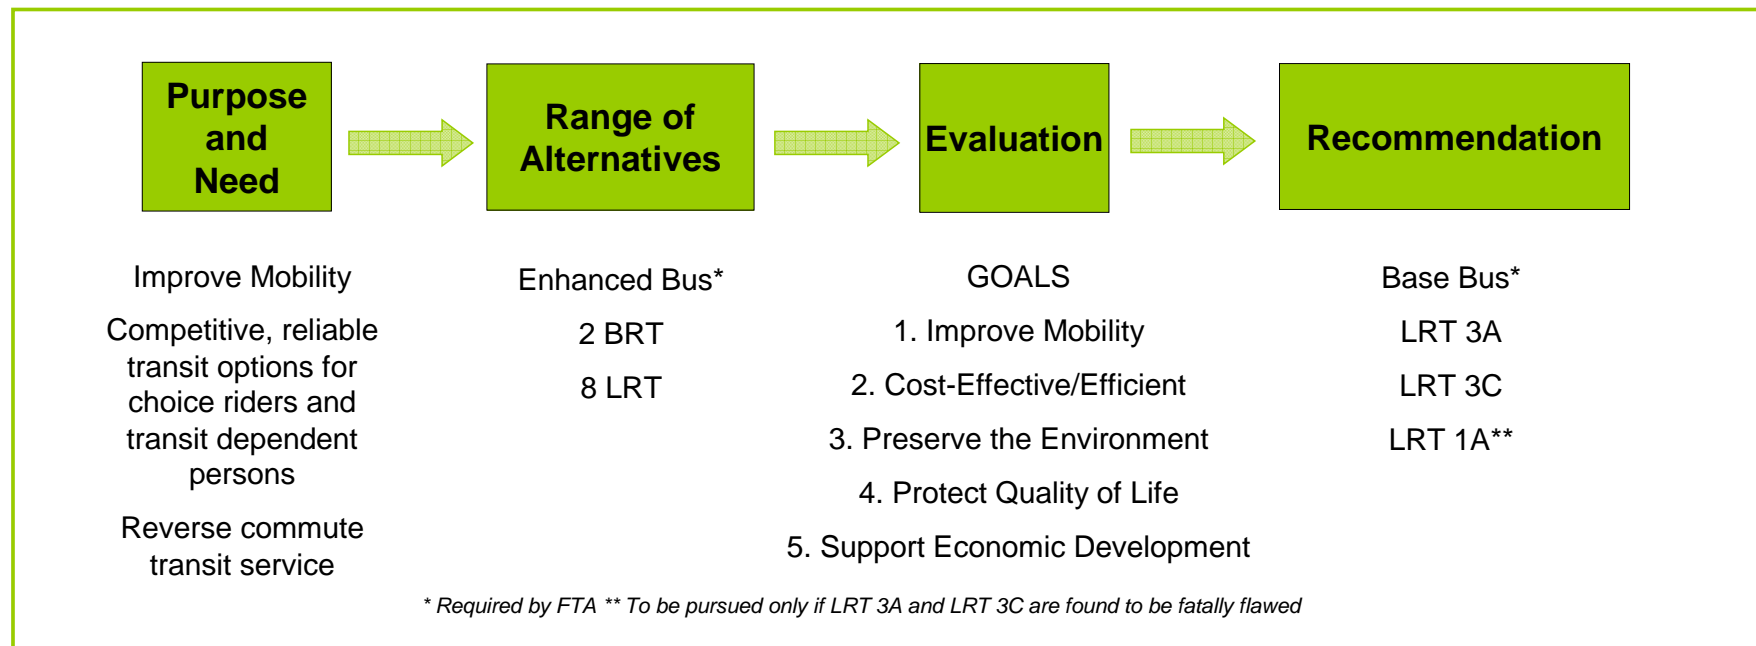 Purpose
and
Need
Range of
Alternatives
Evaluation
Recommendation
Improve Mobility
Competitive, reliable
transit options for
choice riders and
transit dependent
persons
Reverse commute
transit service
Enhanced Bus*
2 BRT
8 LRT
GOALS
1. Improve Mobility
2. Cost-Effective/Efficient
3. Preserve the Environment
4. Protect Quality of Life
5. Support Economic Development
Base Bus*
LRT 3A
LRT 3C
LRT 1A**
* Required by FTA ** To be pursued only if LRT 3A and LRT 3C are found to be fatally flawed